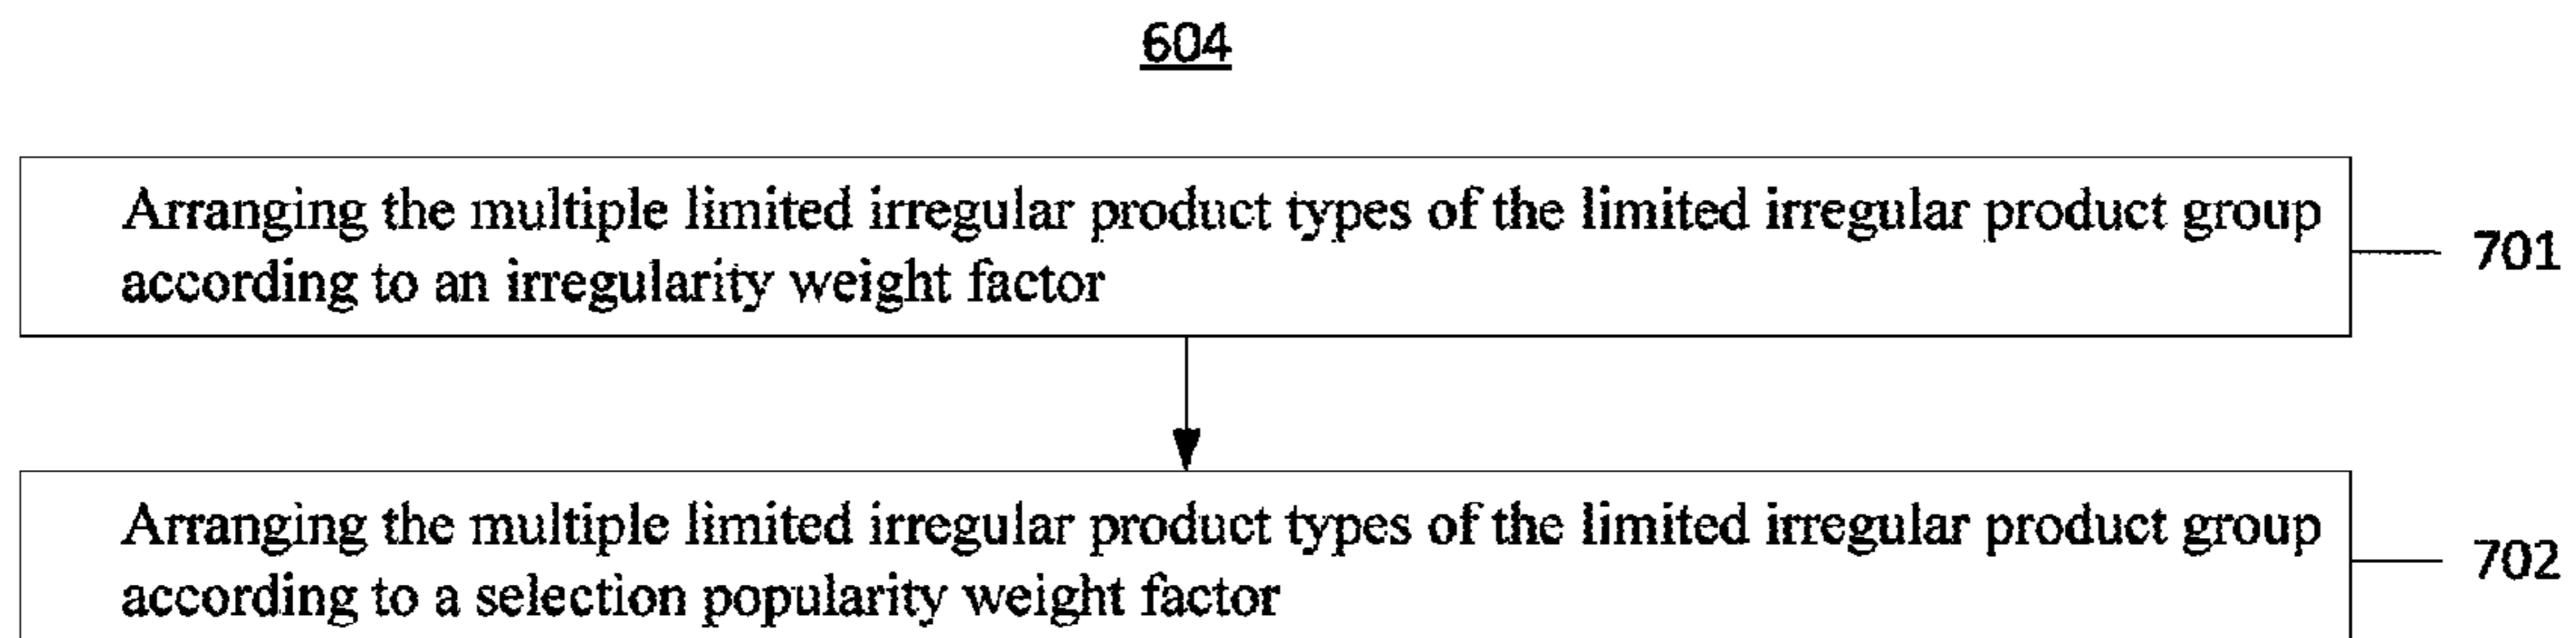 604
Arranging the multiple limited irregular product types of the limited irregular product group
according to an irregularity weight factor
701
Arranging the multiple limited irregular product types of the limited irregular product group
according to a selection popularity weight factor
702